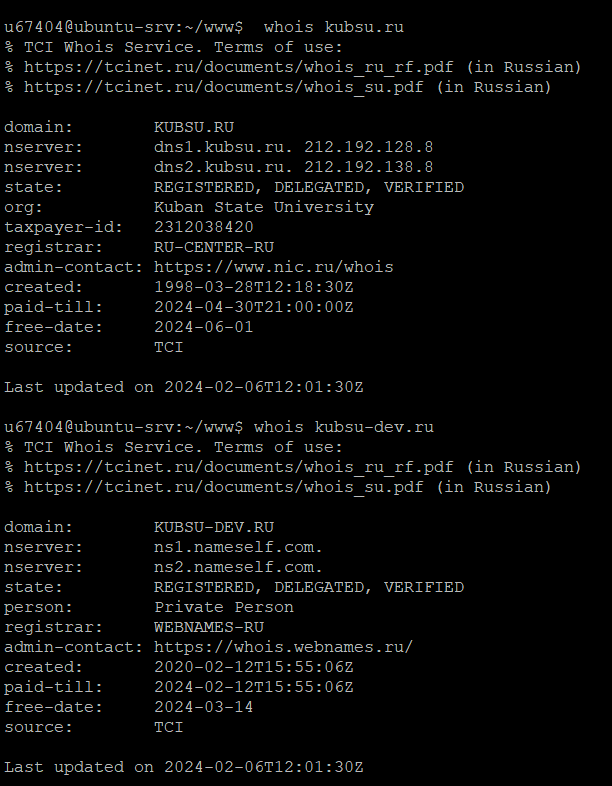 u67404@ubuntu-srv:~/www$  whois kubsu.ru
% TCI Whois Service. Terms of use:
% https://tcinet.ru/documents/whois_ru_rf.pdf (in Russian)
% https://tcinet.ru/documents/whois_su.pdf (in Russian)

domain:        KUBSU.RU
nserver:       dns1.kubsu.ru. 212.192.128.8
nserver:       dns2.kubsu.ru. 212.192.138.8
state:         REGISTERED, DELEGATED, VERIFIED
org:           Kuban State University
taxpayer-id:   2312038420
registrar:     RU-CENTER-RU
admin-contact: https://www.nic.ru/whois
created:       1998-03-28T12:18:30Z
paid-till:     2024-04-30T21:00:00Z
free-date:     2024-06-01
source:        TCI

Last updated on 2024-02-06T12:01:30Z

u67404@ubuntu-srv:~/www$ whois kubsu-dev.ru
% TCI Whois Service. Terms of use:
% https://tcinet.ru/documents/whois_ru_rf.pdf (in Russian)
% https://tcinet.ru/documents/whois_su.pdf (in Russian)

domain:        KUBSU-DEV.RU
nserver:       ns1.nameself.com.
nserver:       ns2.nameself.com.
state:         REGISTERED, DELEGATED, VERIFIED
person:        Private Person
registrar:     WEBNAMES-RU
admin-contact: https://whois.webnames.ru/
created:       2020-02-12T15:55:06Z
paid-till:     2024-02-12T15:55:06Z
free-date:     2024-03-14
source:        TCI

Last updated on 2024-02-06T12:01:30Z